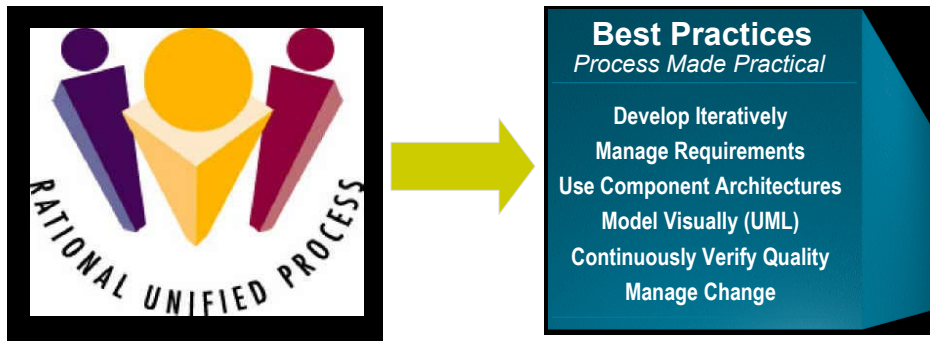 RATIONAL UNIFIED PROCESS
Best Practices
Process Made Practical
Develop Iteratively
Manage Requirements
Use Component Architectures
Model Visually (UML)
Continuously Verify Quality
Manage Change